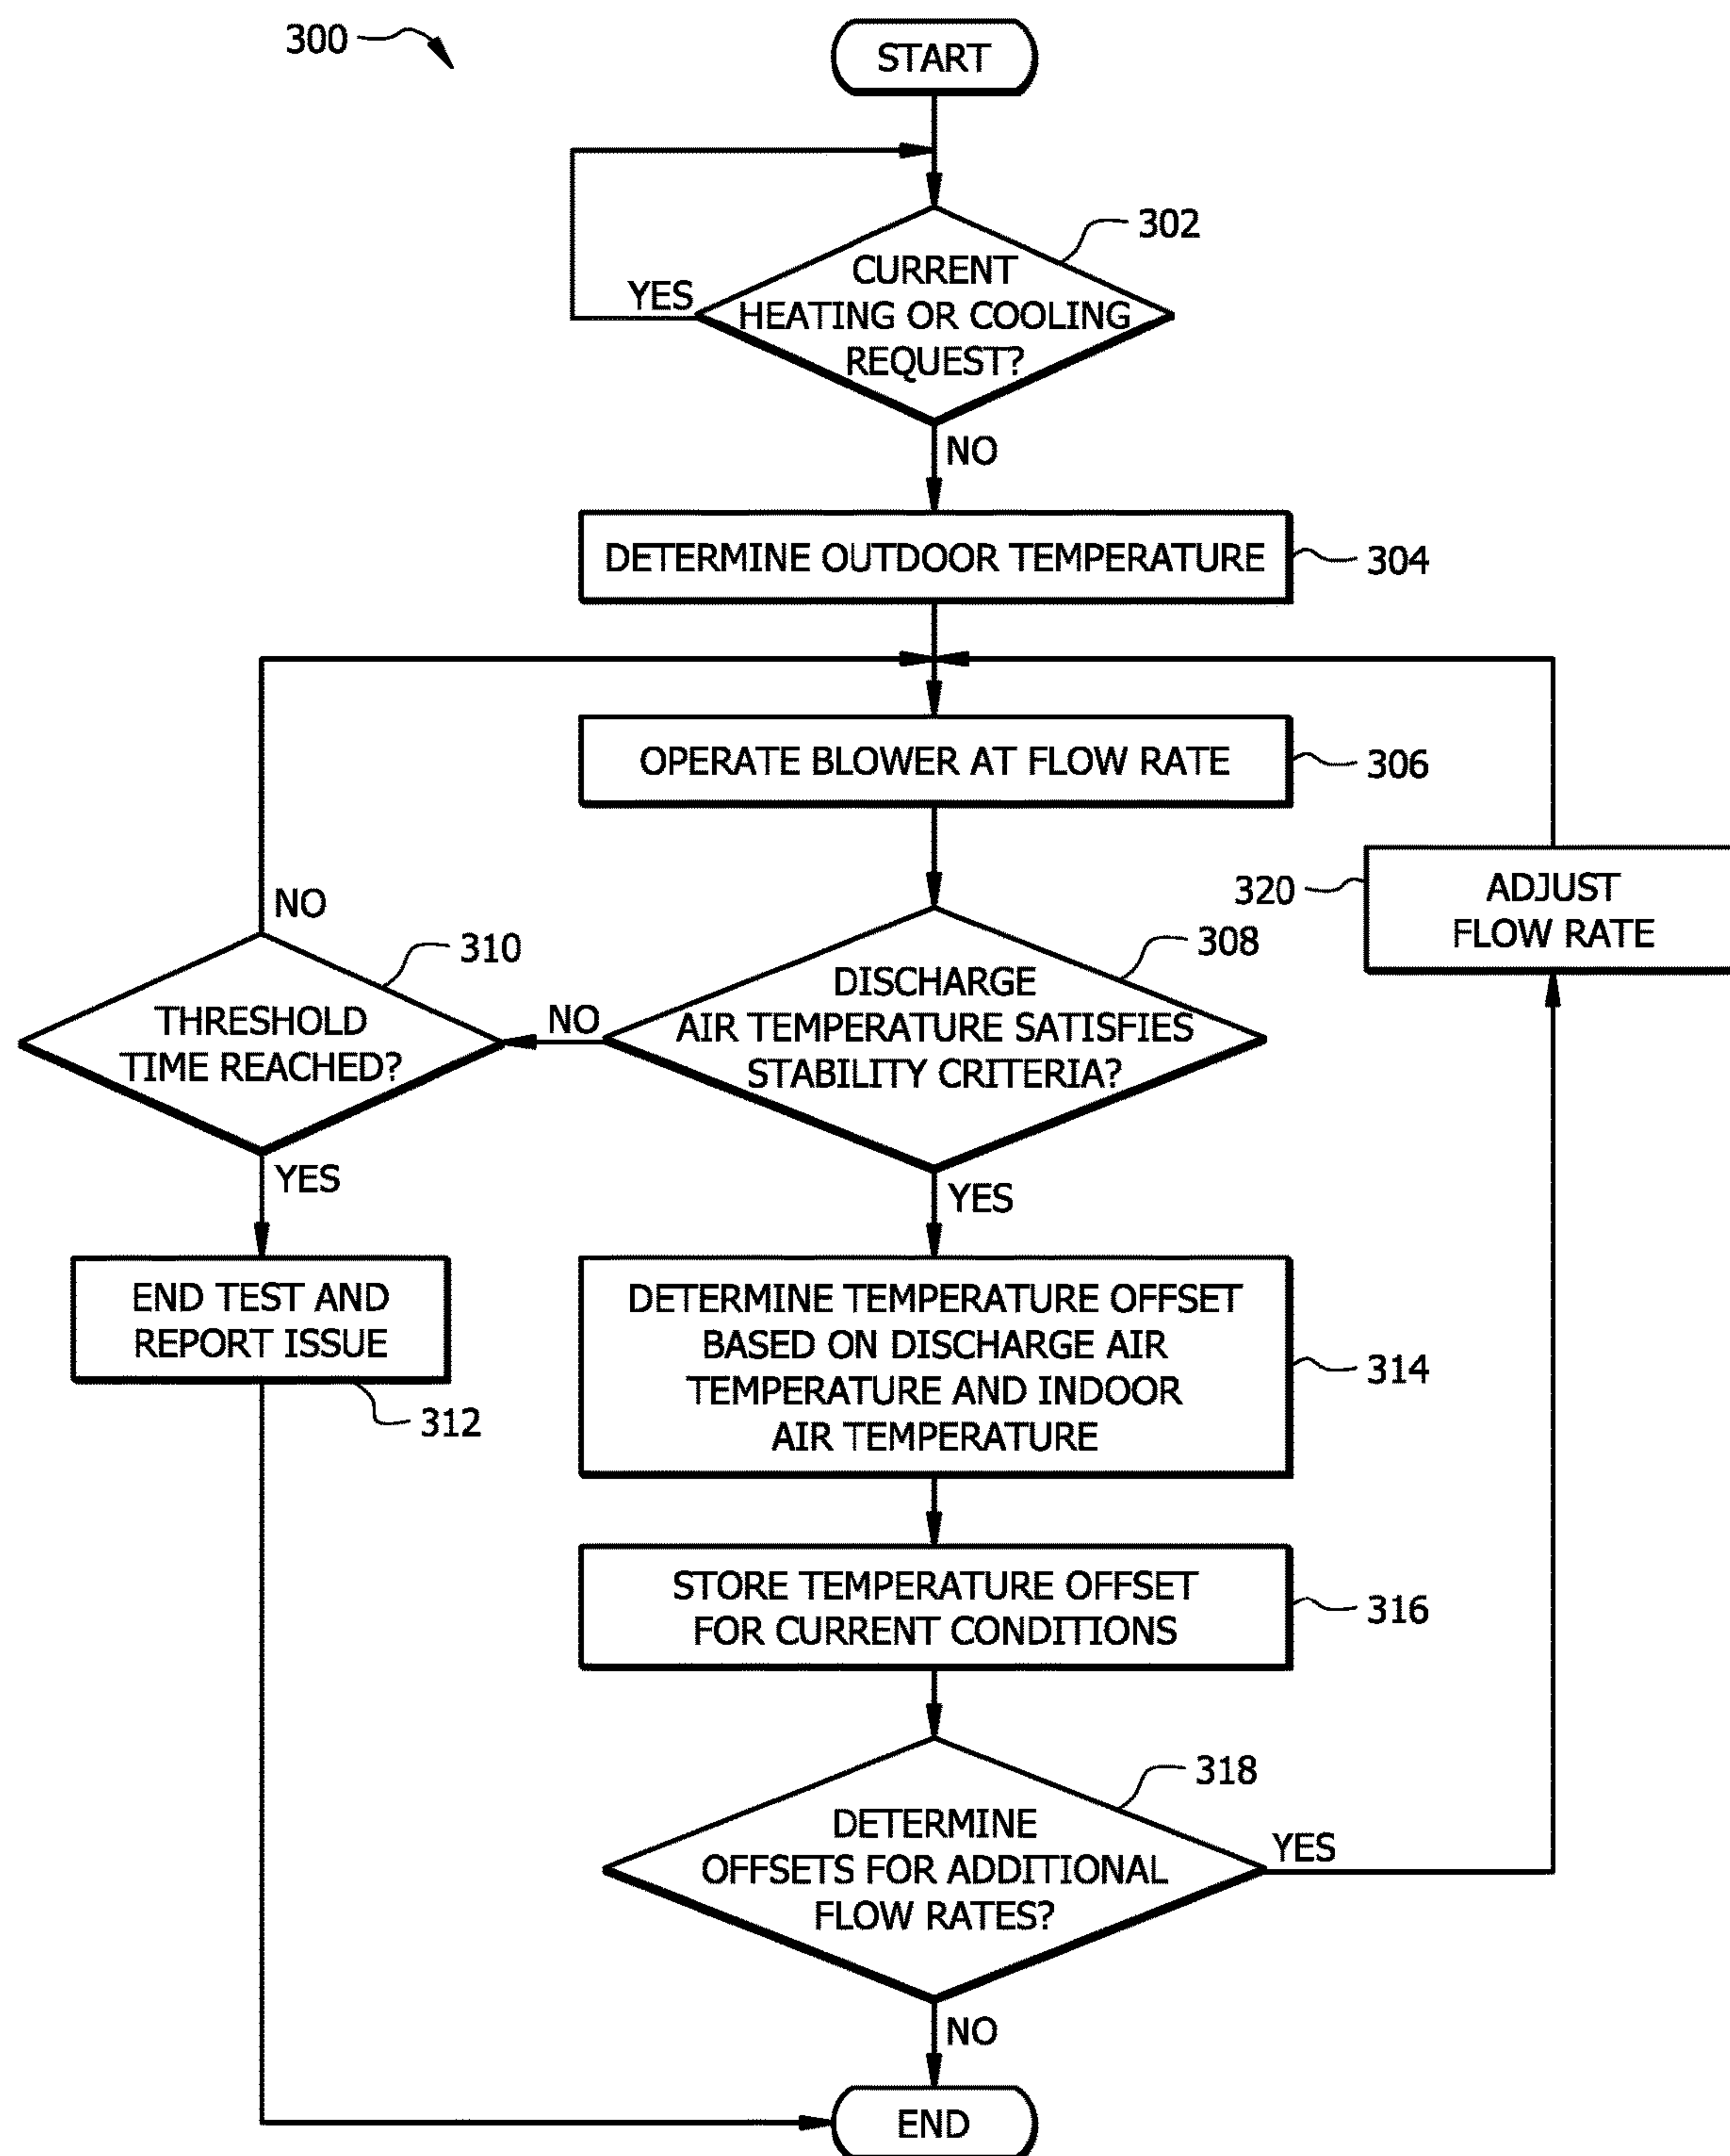 300
START
302
CURRENT
HEATING OR COOLING
REQUEST?
YES
NO
DETERMINE OUTDOOR TEMPERATURE
304
OPERATE BLOWER AT FLOW RATE
306
320
ADJUST
FLOW RATE
NO
310
THRESHOLD
TIME REACHED?
NO
308
DISCHARGE
AIR TEMPERATURE SATISFIES
STABILITY CRITERIA?
YES
YES
END TEST AND
REPORT ISSUE
312
DETERMINE TEMPERATURE OFFSET
BASED ON DISCHARGE AIR
TEMPERATURE AND INDOOR
AIR TEMPERATURE
314
STORE TEMPERATURE OFFSET
FOR CURRENT CONDITIONS
316
318
DETERMINE
OFFSETS FOR ADDITIONAL
FLOW RATES?
YES
NO
END